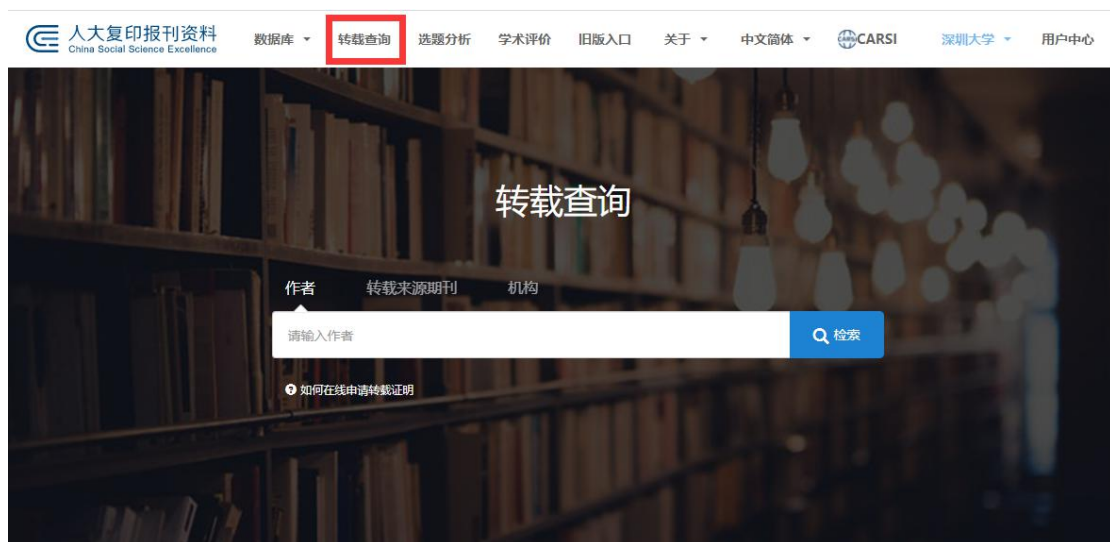 人大复印报刊资料
China Social Science Excellence
数据库 转载查询 选题分析 学术评价 旧版入口 关于 中文简体 CARSI 深圳大学 用户中心
转载查询
作者 转载来源期刊 机构
请输入作者 检索
如何在线申请转载证明